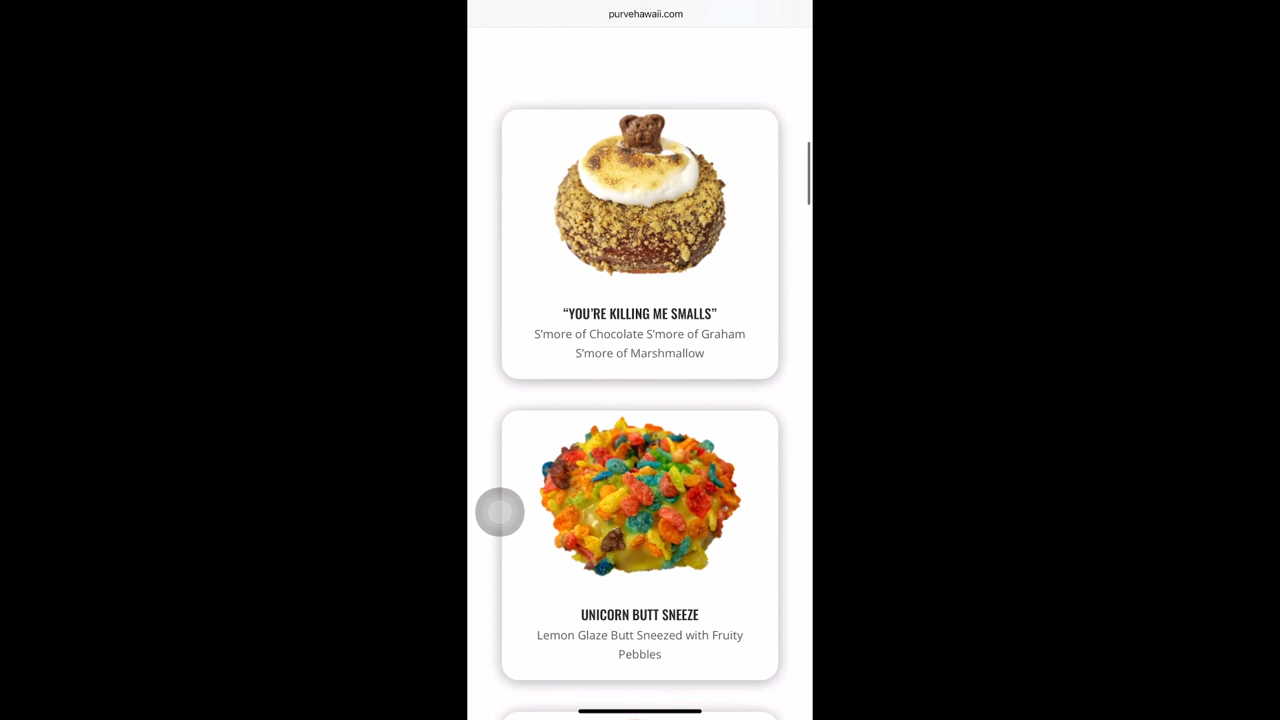 purvehawaii.com
“YOU’RE KILLING ME SMALLS”
S’more of Chocolate S’more of Graham
S’more of Marshmallow
UNICORN BUTT SNEEZE
Lemon Glaze Butt Sneezed with Fruity
Pebbles